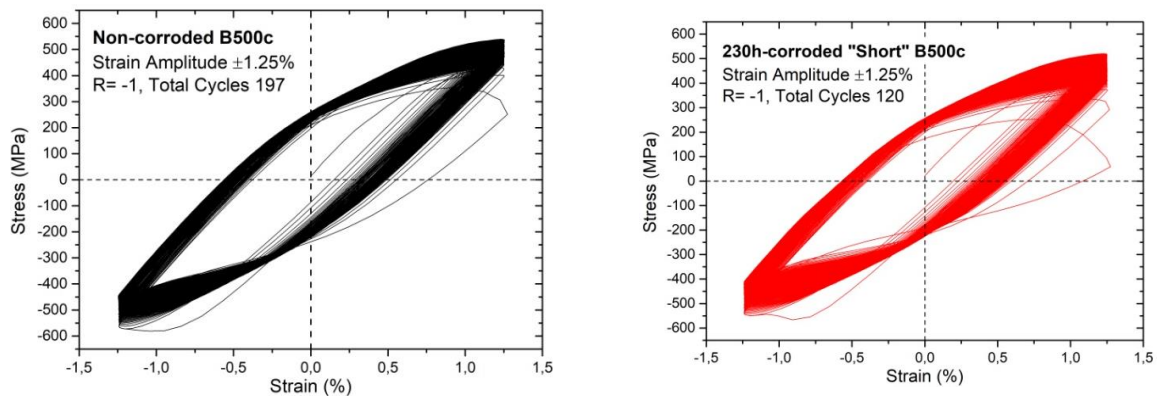 Non-corroded B500c
Strain Amplitude ±1.25%
R= -1, Total Cycles 197
Stress (MPa)
600
500
400
300
200
100
0
-100
-200
-300
-400
-500
-600
-1,5 -1,0 -0,5 0,0 0,5 1,0 1,5
Strain (%)
230h-corroded "Short" B500c
Strain Amplitude ±1.25%
R= -1, Total Cycles 120
Stress (MPa)
600
500
400
300
200
100
0
-100
-200
-300
-400
-500
-600
-1,5 -1,0 -0,5 0,0 0,5 1,0 1,5
Strain (%)